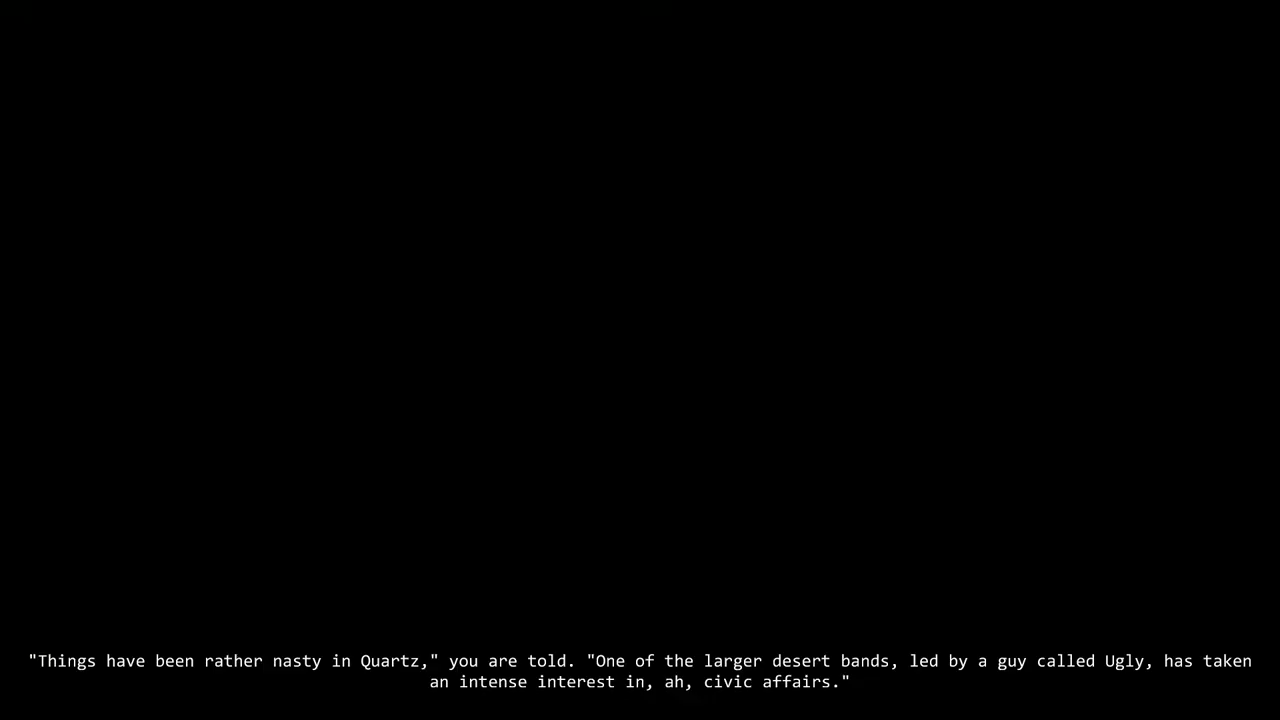 "Things have been rather nasty in Quartz," you are told. "One of the larger desert bands, led by a guy called Ugly, has taken
an intense interest in, ah, civic affairs."